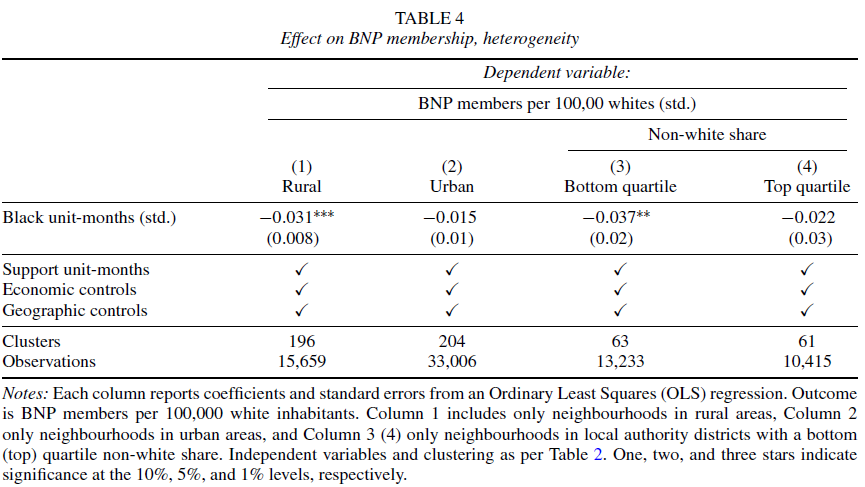 TABLE 4
Effect on BNP membership, heterogeneity
Dependent variable:
BNP members per 100,00 whites (std.)
Non-white share
(1) (2) (3) (4)
Rural Urban Bottom quartile Top quartile
Black unit-months (std.) −0.031*** −0.015 −0.037** −0.022
(0.008) (0.01) (0.02) (0.03)
Support unit-months ✓ ✓ ✓ ✓
Economic controls ✓ ✓ ✓ ✓
Geographic controls ✓ ✓ ✓ ✓
Clusters 196 204 63 61
Observations 15,659 33,006 13,233 10,415
Notes: Each column reports coefficients and standard errors from an Ordinary Least Squares (OLS) regression. Outcome
is BNP members per 100,000 white inhabitants. Column 1 includes only neighbourhoods in rural areas, Column 2
only neighbourhoods in urban areas, and Column 3 (4) only neighbourhoods in local authority districts with a bottom
(top) quartile non-white share. Independent variables and clustering as per Table 2. One, two, and three stars indicate
significance at the 10%, 5%, and 1% levels, respectively.